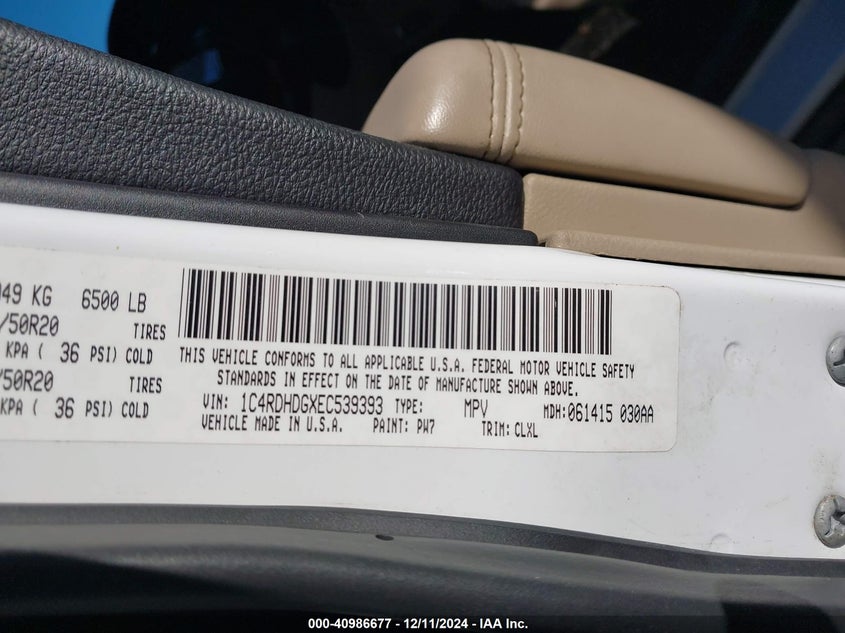 049 KG 6500 LB
/50R20 TIRES
KPA ( 36 PSI) COLD
/50R20 TIRES
KPA ( 36 PSI) COLD
THIS VEHICLE CONFORMS TO ALL APPLICABLE U.S.A. FEDERAL MOTOR VEHICLE SAFETY
STANDARDS IN EFFECT ON THE DATE OF MANUFACTURE SHOWN ABOVE.
VIN: 1C4RDHDGXEC539393 TYPE: MPV MDH:061415 030AA
VEHICLE MADE IN U.S.A. PAINT: PW7 TRIM: CLXL
000-40986677 - 12/11/2024 - IAA Inc.